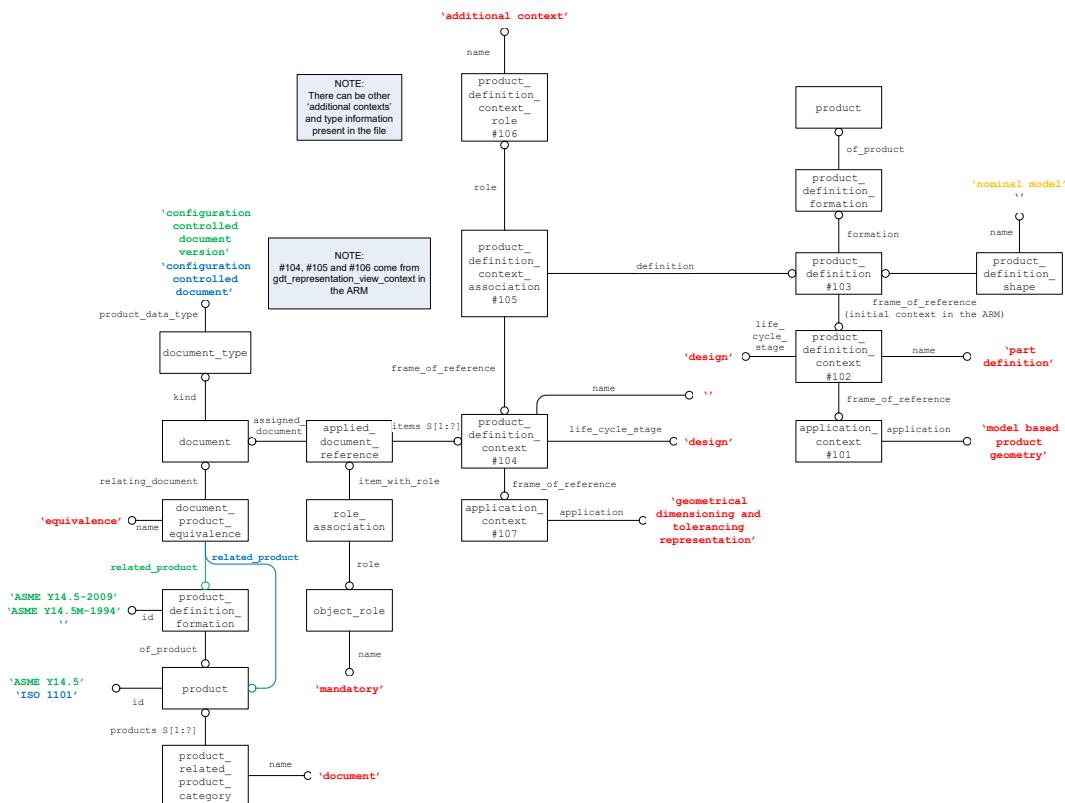 ‘additional context’
name
NOTE:
There can be other
‘additional contexts’
and type information
present in the file
product_
definition_
context_
role
#106
product
of_product
role
product_
definition_
formation
‘nominal model’
‘’
‘configuration
controlled
document
version’
‘configuration
controlled
document’
formation
name
NOTE:
#104, #105 and #106 come from
gdt_representation_view_context in
the ARM
product_
definition_
context_
association
#105
definition
product_
definition
#103
product_
definition_
shape
product_data_type
frame_of_reference
(initial context in the ARM)
life_
cycle_
stage
document_type
‘design’
product_
definition_
context
#102
name
‘part
definition’
frame_of_reference
kind
name
‘’
frame_of_reference
document
assigned_
document
applied_
document_
reference
items S[1:?]
product_
definition_
context
#104
life_cycle_stage
‘design’
application_
context
#101
application
‘model based
product
geometry’
relating_document
item_with_role
frame_of_reference
‘equivalence’
name
document_
product_
equivalence
role_
association
application_
context
#107
application
‘geometrical
dimensioning and
tolerancing
representation’
related_product
related_product
role
‘ASME Y14.5-2009’
‘ASME Y14.5M-1994’
‘’
id
product_
definition_
formation
object_role
of_product
name
‘ASME Y14.5’
‘ISO 1101’
id
product
‘mandatory’
products S[1:?]
product_
related_
product_
category
name
‘document’